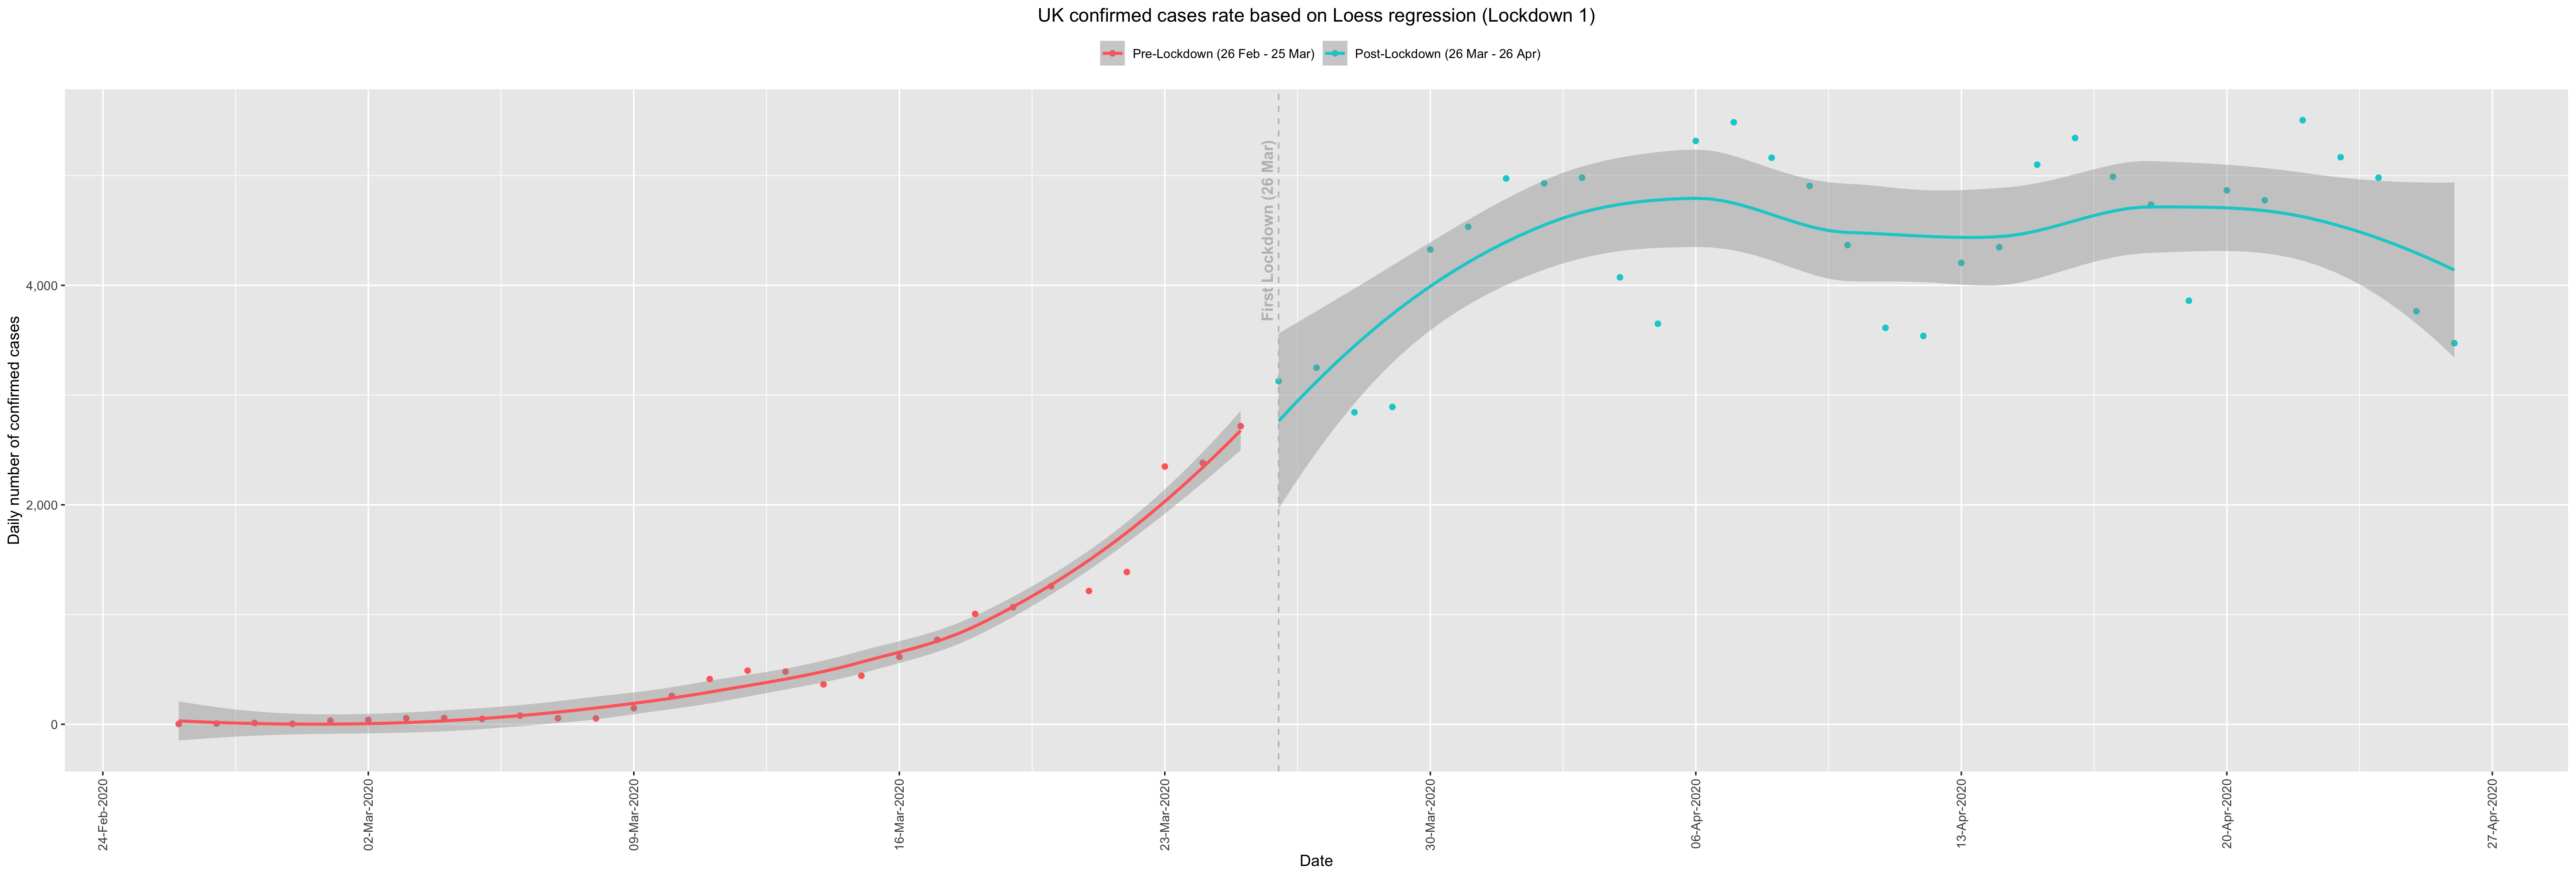 UK confirmed cases rate based on Loess regression (Lockdown 1)
Pre-Lockdown (26 Feb - 25 Mar)
Post-Lockdown (26 Mar - 26 Apr)
Daily number of confirmed cases
4,000
2,000
0
First Lockdown (26 Mar)
24-Feb-2020
02-Mar-2020
09-Mar-2020
16-Mar-2020
23-Mar-2020
30-Mar-2020
06-Apr-2020
13-Apr-2020
20-Apr-2020
27-Apr-2020
Date